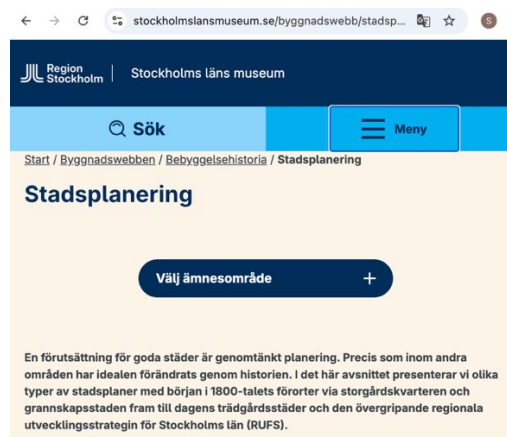 stockholmslansmuseum.se/byggnadswebb/stadsp...
S
Region
Stockholm
Stockholms läns museum
Sök
Meny
Start / Byggnadswebben / Bebyggelsehistoria / Stadsplanering
Stadsplanering
Välj ämnesområde +
En förutsättning för goda städer är genomtänkt planering. Precis som inom andra
områden har idealen förändrats genom historien. I det här avsnittet presenterar vi olika
typer av stadsplaner med början i 1800-talets förorter via storgårdskvarteren och
grannskapsstaden fram till dagens trädgårdsstäder och den övergripande regionala
utvecklingsstrategin för Stockholms län (RUFS).